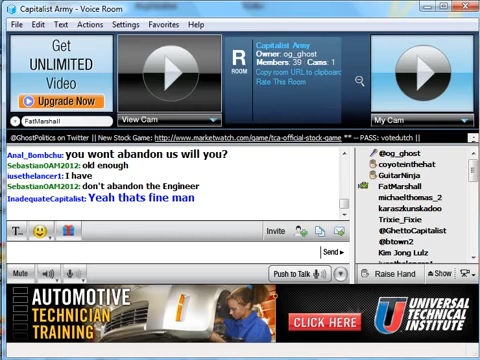 Capitalist Army - Voice Room
File Edit Text Actions Settings Favorites Help
Get
UNLIMITED
Video
Upgrade Now
FatMarshall
View Cam
R
ROOM
Capitalist Army
Owner: og_ghost
Members: 39 Cams: 1
Copy room URL to clipboard
Rate This Room
My Cam
@GhostPolitics on Twitter || New Stock Game: http://www.marketwatch.com/game/tca-official-stock-game ** -- PASS: votedutch ||
Anal_Bombchu: you wont abandon us will you?
SebastianOAM2012: old enough
iusethelancer1: I have
SebastianOAM2012: don't abandon the Engineer
InadequateCapitalist: Yeah thats fine man
@og_ghost
coyoteinthehat
GuitarNinja
FatMarshall
michaelthomas_2
karaszkunskadoo
Trixie_Fixie
@GhettoCapitalist
@btown2
Kim Jong Lulz
T... Invite
Send
Mute Push to Talk Raise Hand Show
AUTOMOTIVE
TECHNICIAN
TRAINING
CLICK HERE
UNIVERSAL
TECHNICAL
INSTITUTE